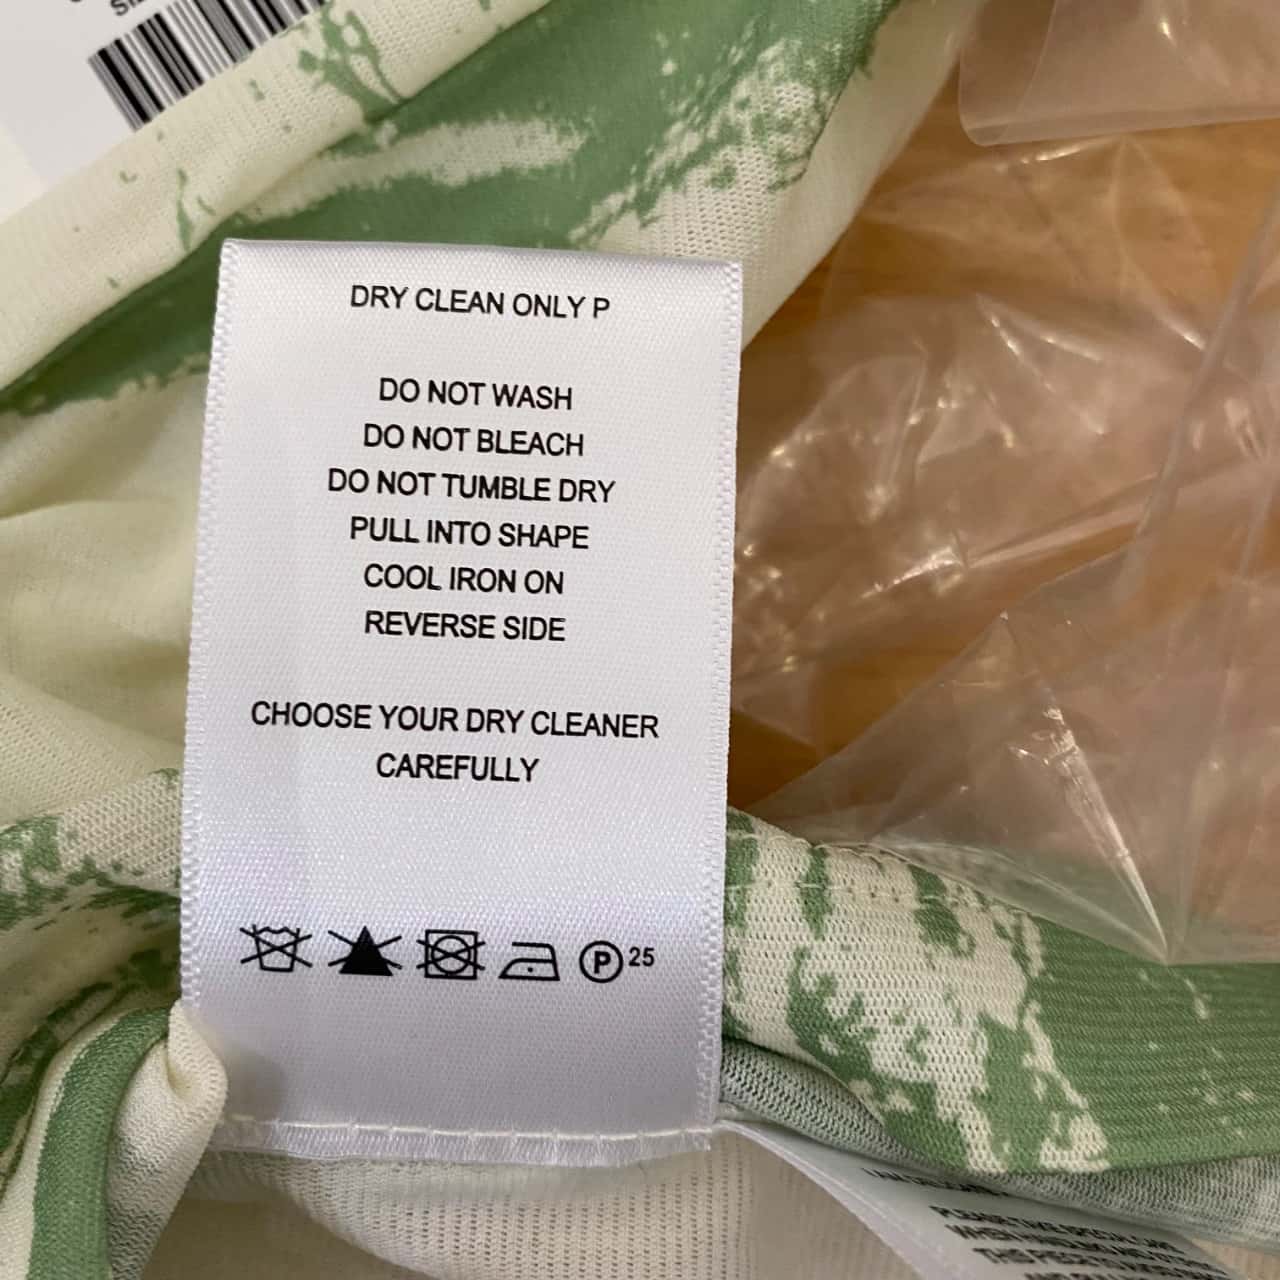 DRY CLEAN ONLY P
DO NOT WASH
DO NOT BLEACH
DO NOT TUMBLE DRY
PULL INTO SHAPE
COOL IRON ON
REVERSE SIDE
CHOOSE YOUR DRY CLEANER
CAREFULLY
P 25